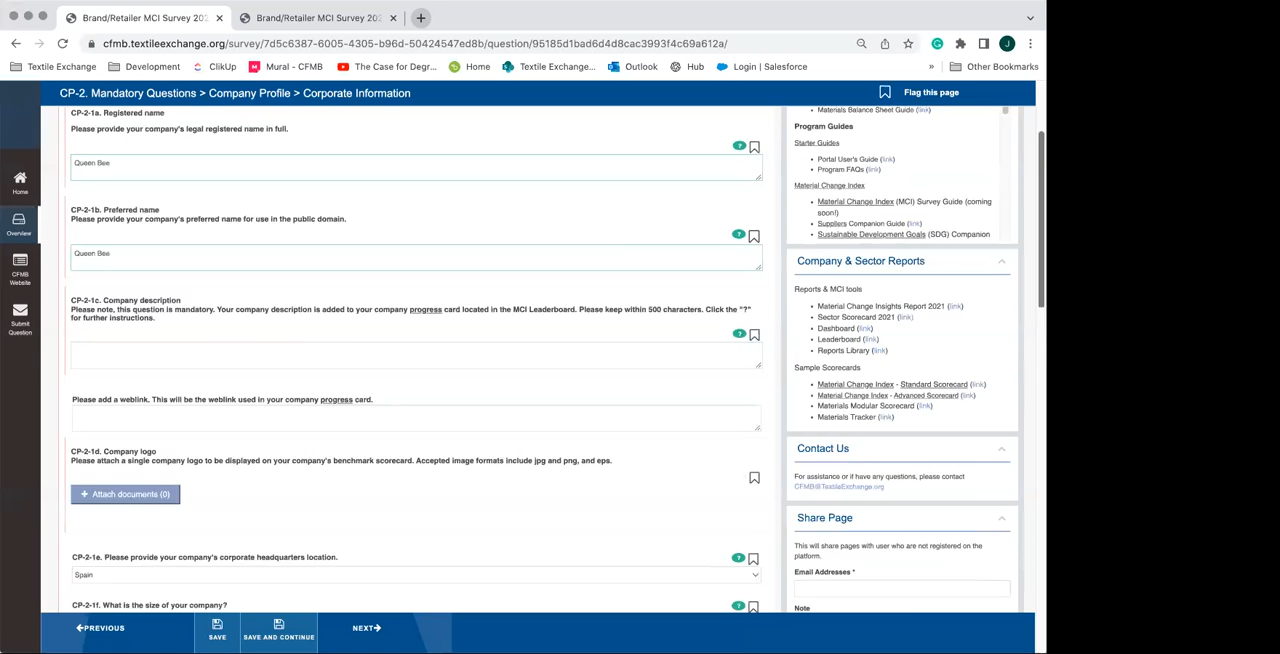 Brand/Retailer MCI Survey 202 ×
Brand/Retailer MCI Survey 202 ×
cfmb.textileexchange.org/survey/7d5c6387-6005-4305-b96d-50424547ed8b/question/95185d1bad6d4d8cac3993f4c69a612a/
J
Textile Exchange
Development
ClikUp
Mural - CFMB
The Case for Degr...
Home
Textile Exchange...
Outlook
Hub
Login | Salesforce
»
Other Bookmarks
CP-2. Mandatory Questions > Company Profile > Corporate Information
Flag this page
Home
Overview
CFMB
Website
Submit
Question
CP-2-1a. Registered name
Please provide your company's legal registered name in full.
?
Queen Bee
CP-2-1b. Preferred name
Please provide your company's preferred name for use in the public domain.
?
Queen Bee
CP-2-1c. Company description
Please note, this question is mandatory. Your company description is added to your company progress card located in the MCI Leaderboard. Please keep within 500 characters. Click the "?"
for further instructions.
?
Please add a weblink. This will be the weblink used in your company progress card.
CP-2-1d. Company logo
Please attach a single company logo to be displayed on your company's benchmark scorecard. Accepted image formats include jpg and png, and eps.
+ Attach documents (0)
CP-2-1e. Please provide your company's corporate headquarters location.
?
Spain
CP-2-1f. What is the size of your company?
?
PREVIOUS
SAVE
SAVE AND CONTINUE
NEXT
• Materials Balance Sheet Guide (link)
Program Guides
Starter Guides
• Portal User's Guide (link)
• Program FAQs (link)
Material Change Index
• Material Change Index (MCI) Survey Guide (coming
soon!)
• Suppliers Companion Guide (link)
• Sustainable Development Goals (SDG) Companion
Company & Sector Reports
Reports & MCI tools
• Material Change Insights Report 2021 (link)
• Sector Scorecard 2021 (link)
• Dashboard (link)
• Leaderboard (link)
• Reports Library (link)
Sample Scorecards
• Material Change Index - Standard Scorecard (link)
• Material Change Index - Advanced Scorecard (link)
• Materials Modular Scorecard (link)
• Materials Tracker (link)
Contact Us
For assistance or if have any questions, please contact
CFMB@TextileExchange.org
Share Page
This will share pages with user who are not registered on the
platform.
Email Addresses *
Note